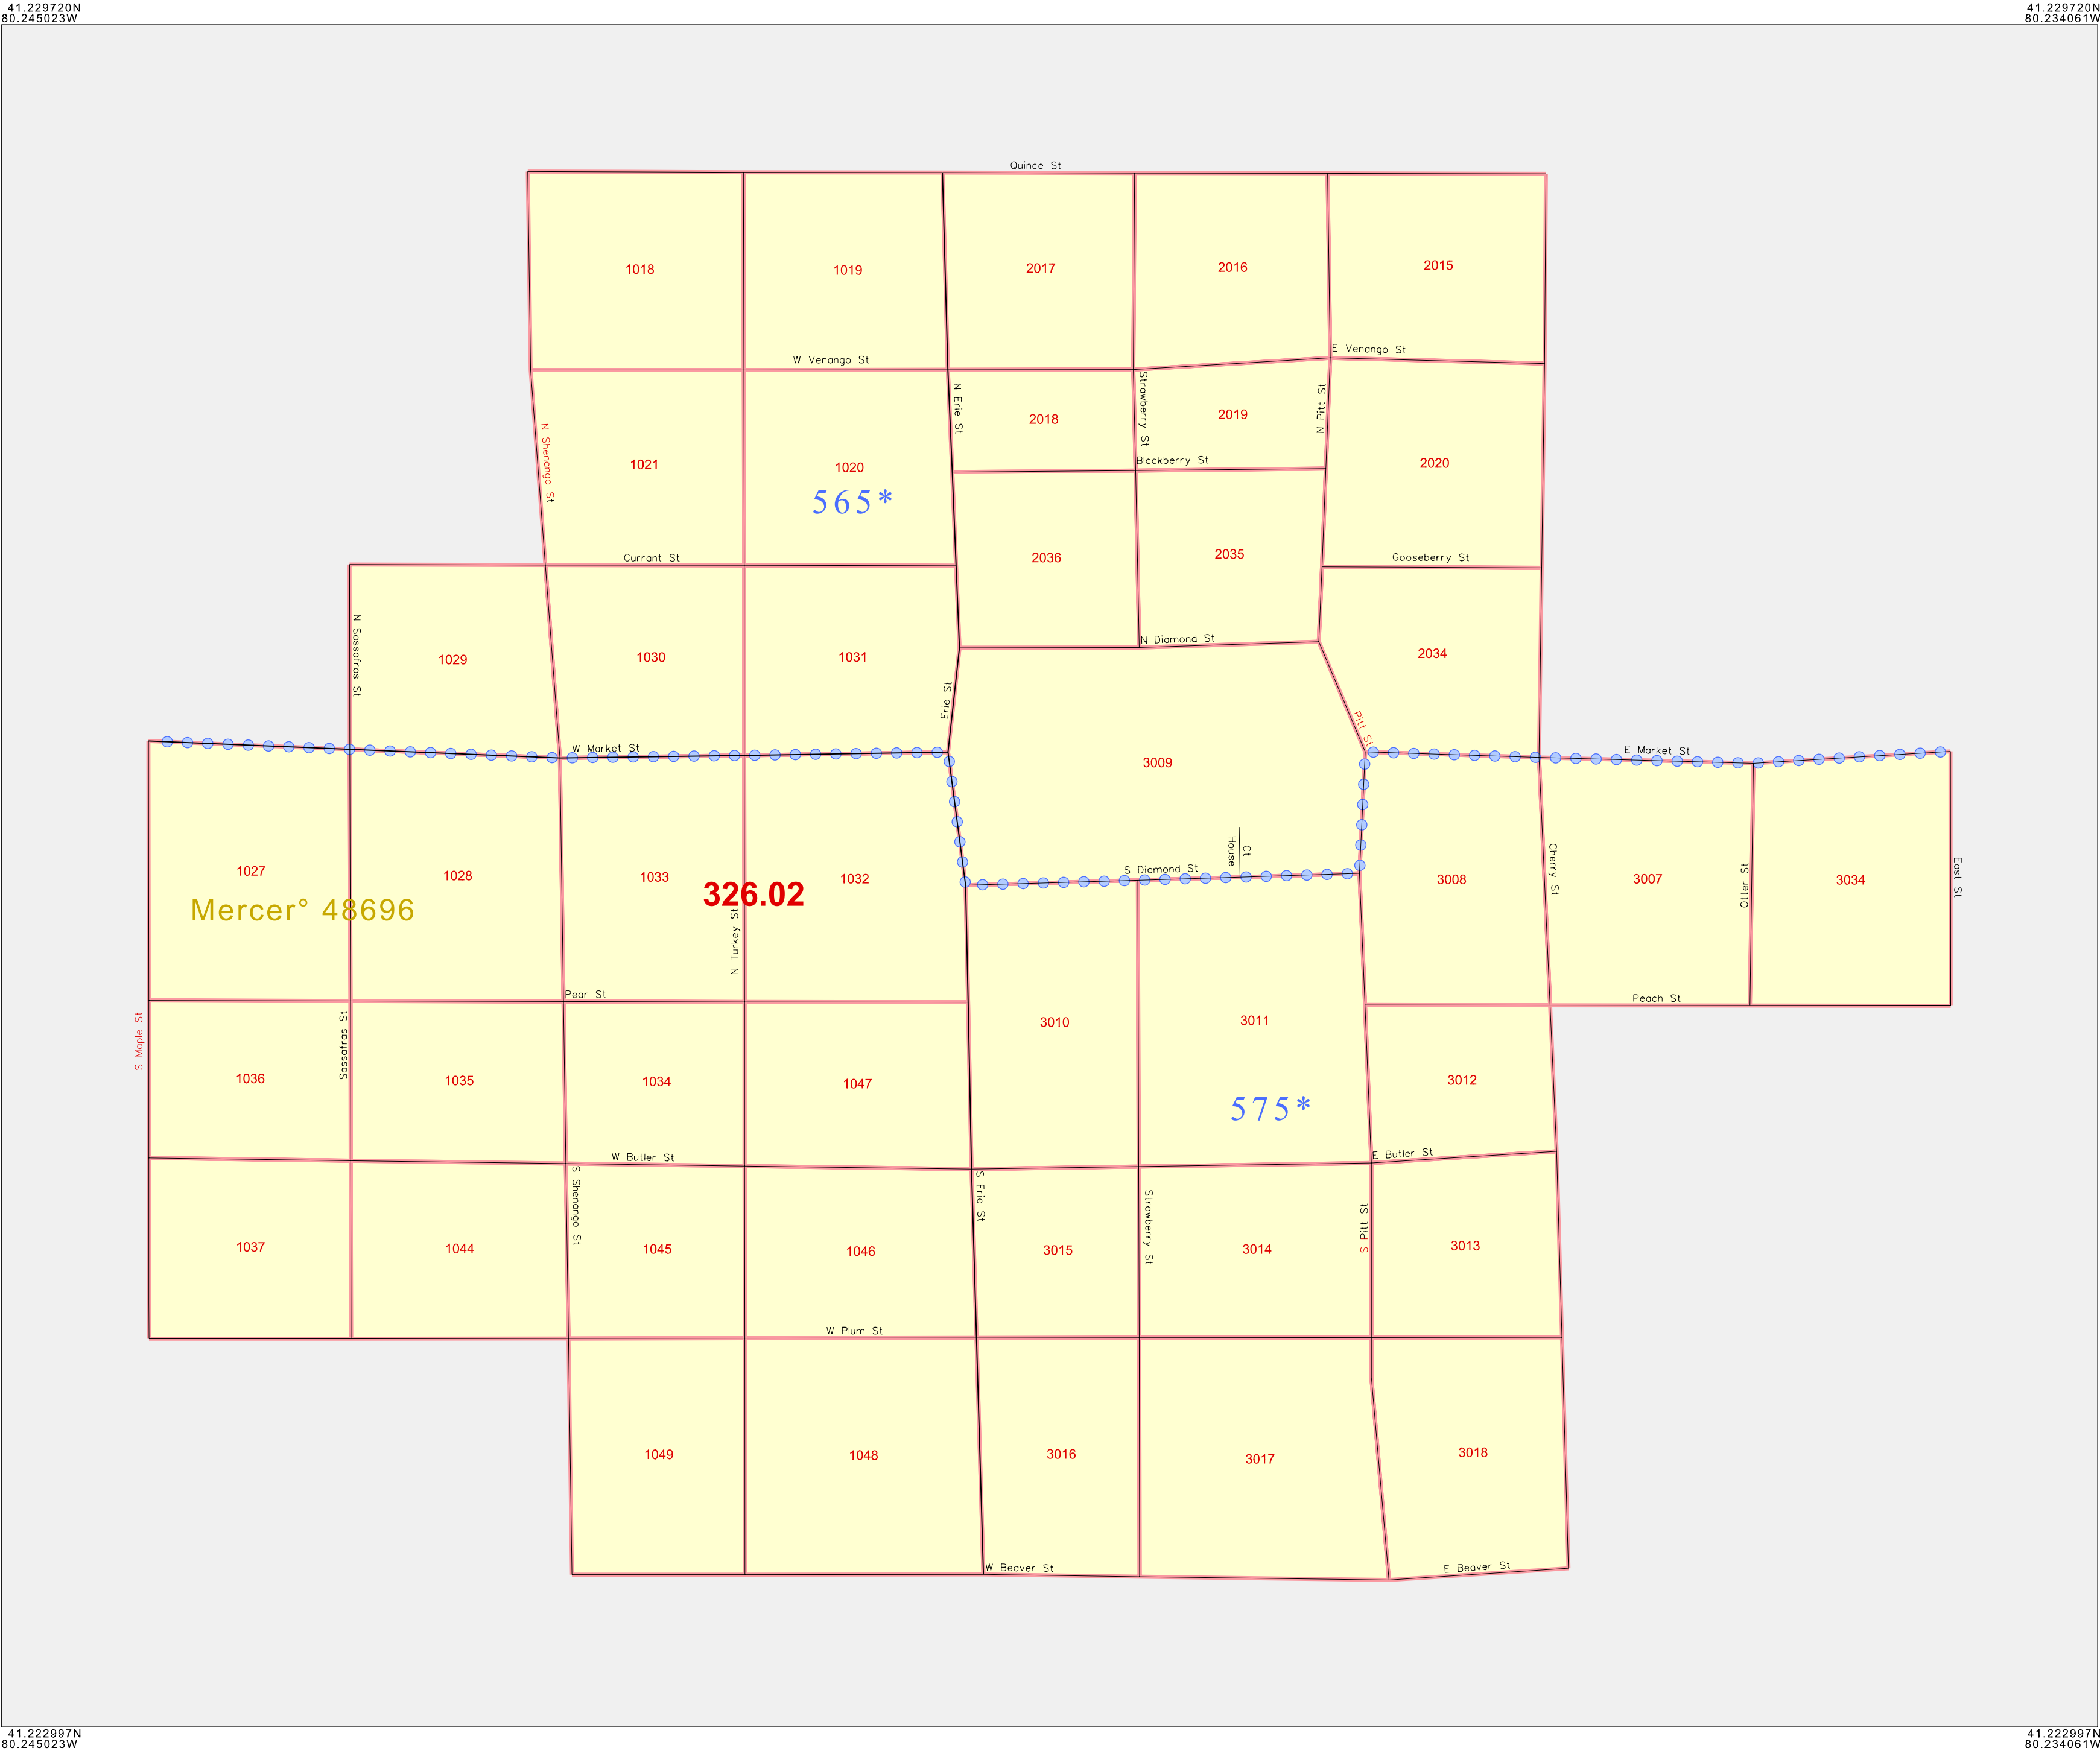 41.229720N
80.245023W
41.229720N
80.234061W
Quince St
1018
1019
2017
2016
2015
W Venango St
E Venango St
N Shenango St
N Erie St
Strawberry St
N Pitt St
2018
2019
1021
1020
2020
Blackberry St
565*
2036
2035
Currant St
Gooseberry St
N Sassafras St
1029
1030
1031
N Diamond St
2034
Erie St
Pitt St
W Market St
E Market St
3009
House Ct
S Diamond St
1027
1028
1033
326.02
1032
3008
Cherry St
3007
Otter St
3034
East St
Mercer° 48696
N Turkey St
Pear St
Peach St
S Maple St
Sassafras St
3010
3011
1036
1035
1034
1047
3012
575*
W Butler St
E Butler St
S Shenango St
S Erie St
Strawberry St
S Pitt St
1037
1044
1045
1046
3015
3014
3013
W Plum St
1049
1048
3016
3017
3018
W Beaver St
E Beaver St
41.222997N
80.245023W
41.222997N
80.234061W